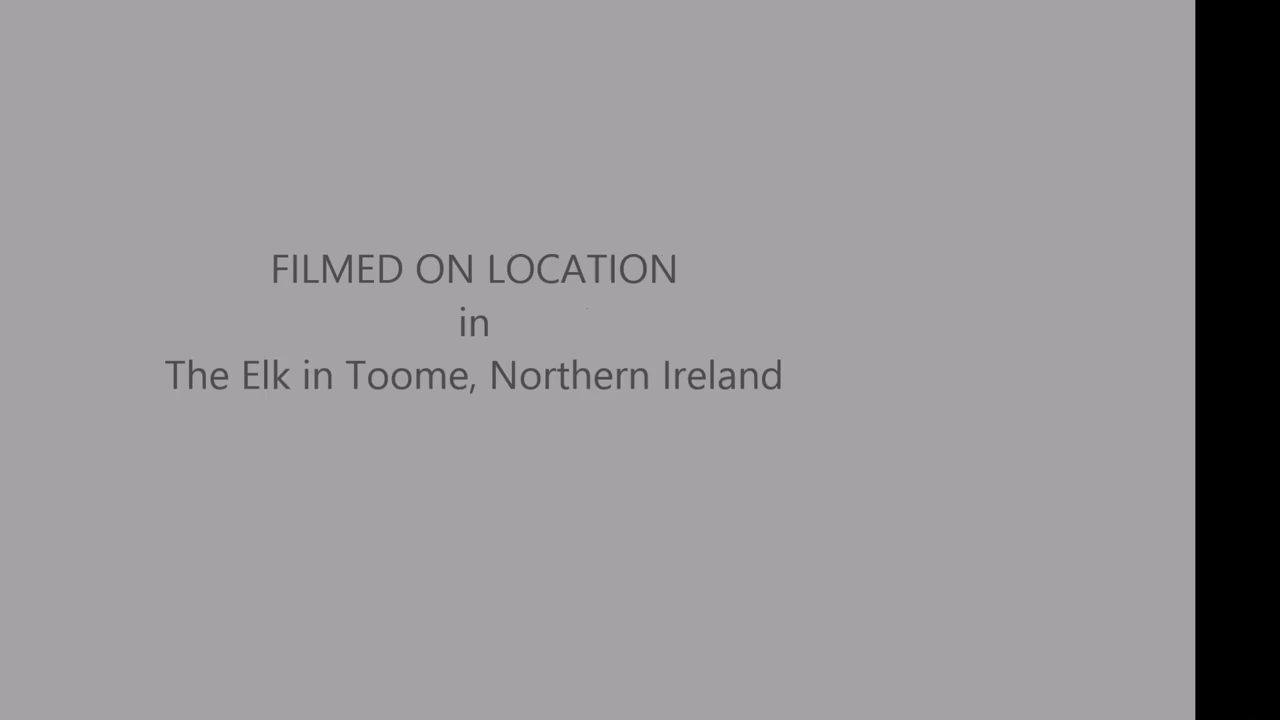 FILMED ON LOCATION
in
The Elk in Toome, Northern Ireland